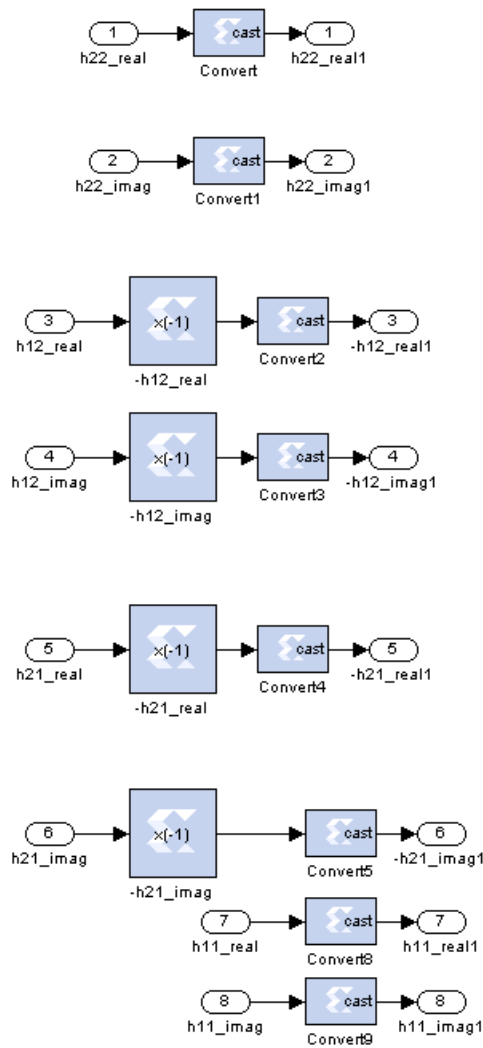 1 cast 1
h22_real Convert h22_real1
2 cast 2
h22_imag Convert1 h22_imag1
3 x(-1) cast 3
h12_real -h12_real Convert2 -h12_real1
4 x(-1) cast 4
h12_imag -h12_imag Convert3 -h12_imag1
5 x(-1) cast 5
h21_real -h21_real Convert4 -h21_real1
6 x(-1) cast 6
h21_imag -h21_imag Convert5 -h21_imag1
7 cast 7
h11_real Convert8 h11_real1
8 cast 8
h11_imag Convert9 h11_imag1